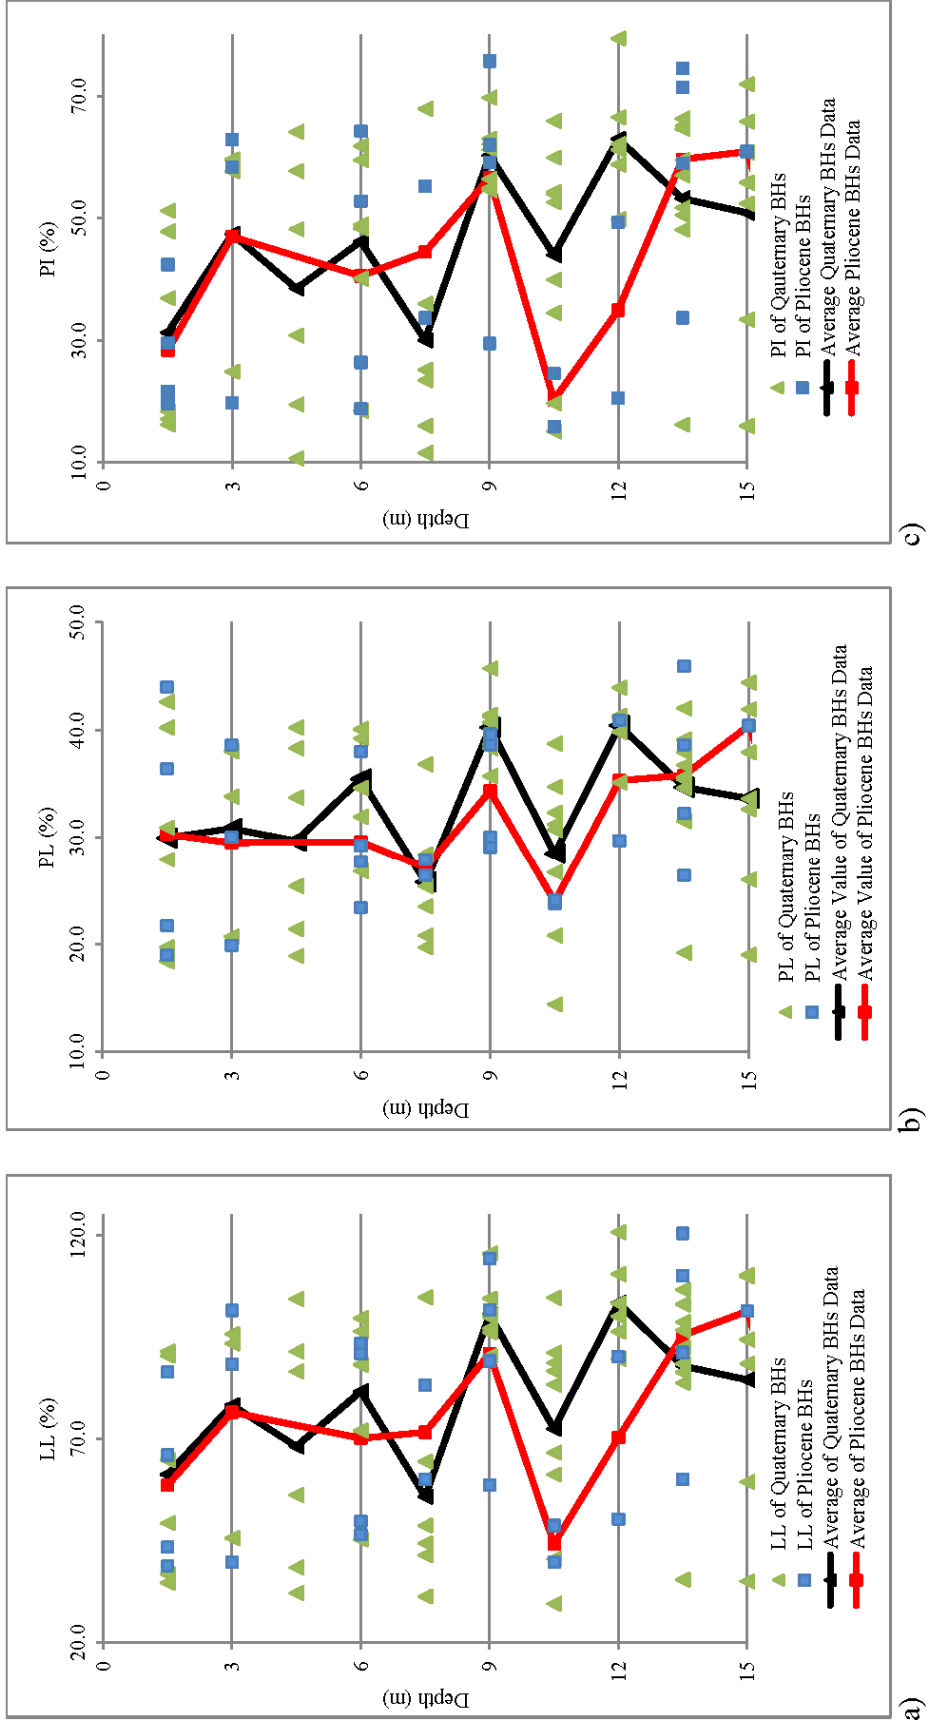 LL (%)
20.0 70.0 120.0
0
3
6
9
12
15
Depth (m)
LL of Quaternary BHs
LL of Pliocene BHs
Average of Quaternary BHs Data
Average of Pliocene BHs Data
a)
PL (%)
10.0 20.0 30.0 40.0 50.0
0
3
6
9
12
15
Depth (m)
PL of Quaternary BHs
PL of Pliocene BHs
Average Value of Quaternary BHs Data
Average Value of Pliocene BHs Data
b)
PI (%)
10.0 30.0 50.0 70.0
0
3
6
9
12
15
Depth (m)
PI of Qauternary BHs
PI of Pliocene BHs
Average Quaternary BHs Data
Average Pliocene BHs Data
c)